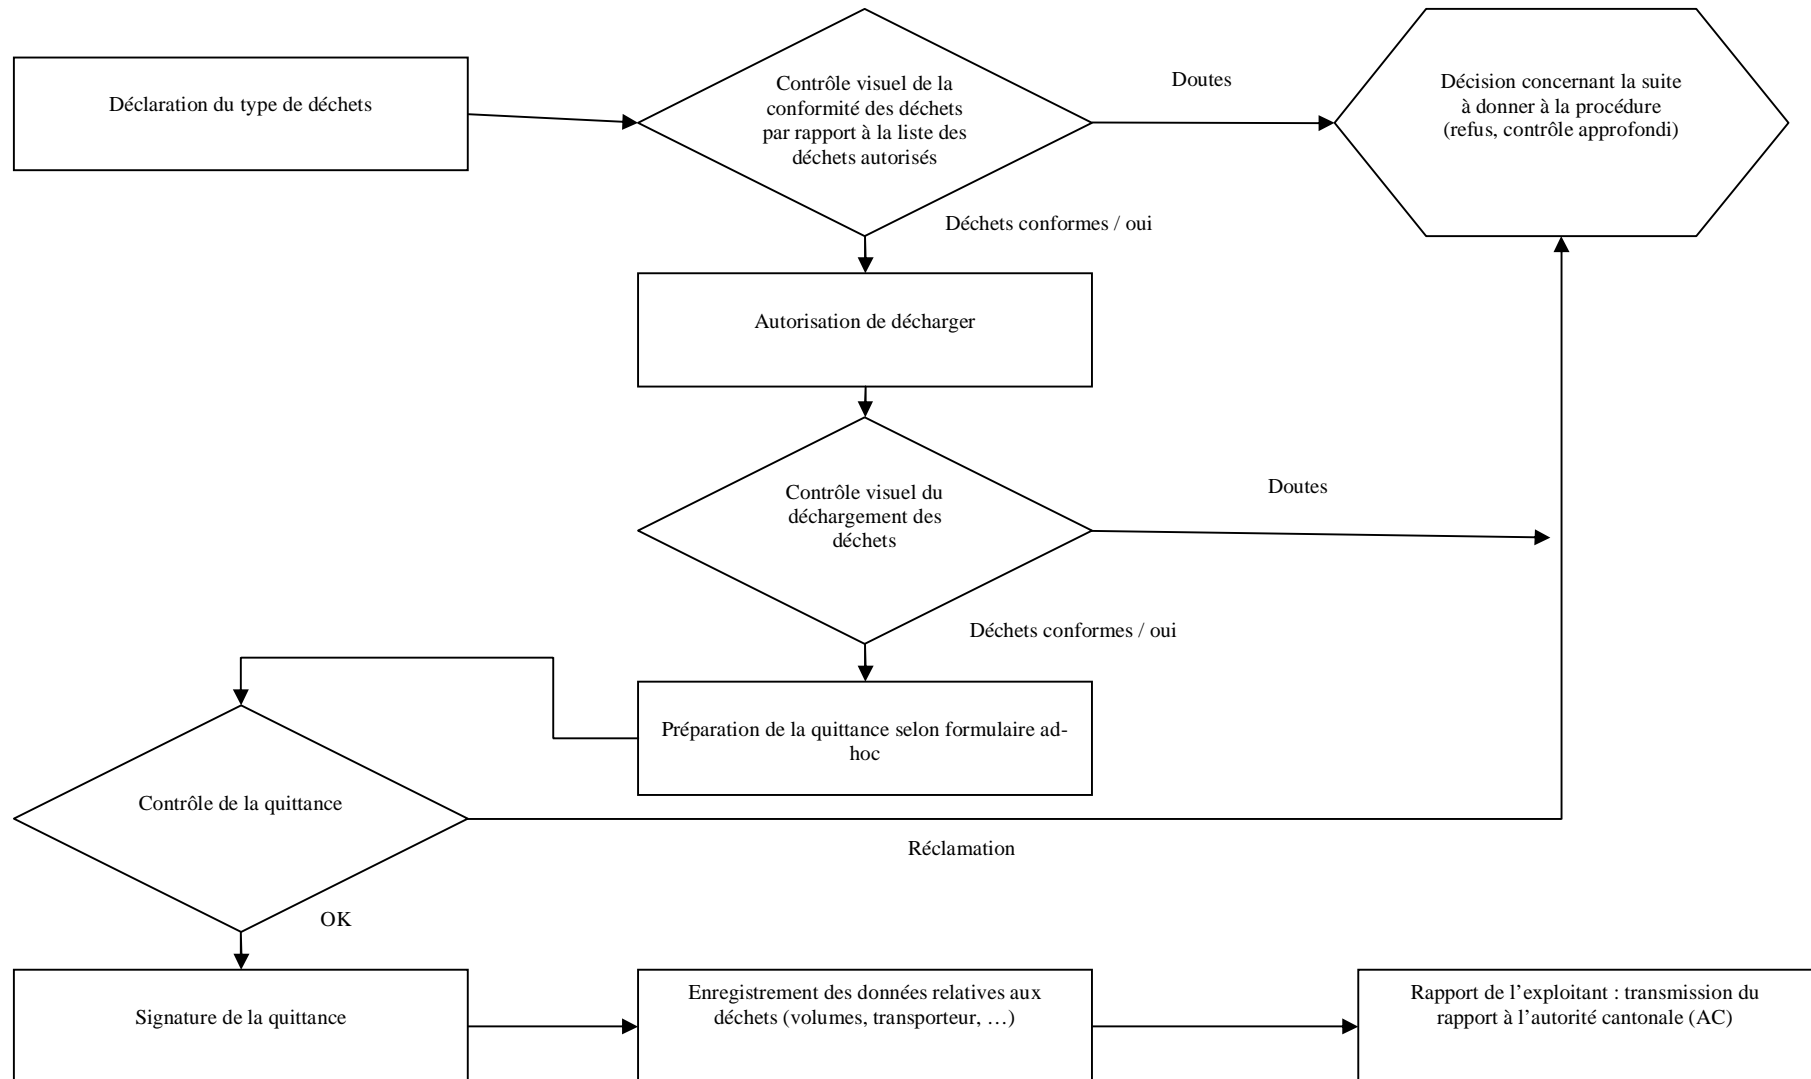 Déclaration du type de déchets
Contrôle visuel de la
conformité des déchets
par rapport à la liste des
déchets autorisés
Doutes
Décision concernant la suite
à donner à la procédure
(refus, contrôle approfondi)
Déchets conformes / oui
Autorisation de décharger
Contrôle visuel du
déchargement des
déchets
Doutes
Déchets conformes / oui
Préparation de la quittance selon formulaire ad-
hoc
Contrôle de la quittance
Réclamation
OK
Signature de la quittance
Enregistrement des données relatives aux
déchets (volumes, transporteur, …)
Rapport de l’exploitant : transmission du
rapport à l’autorité cantonale (AC)